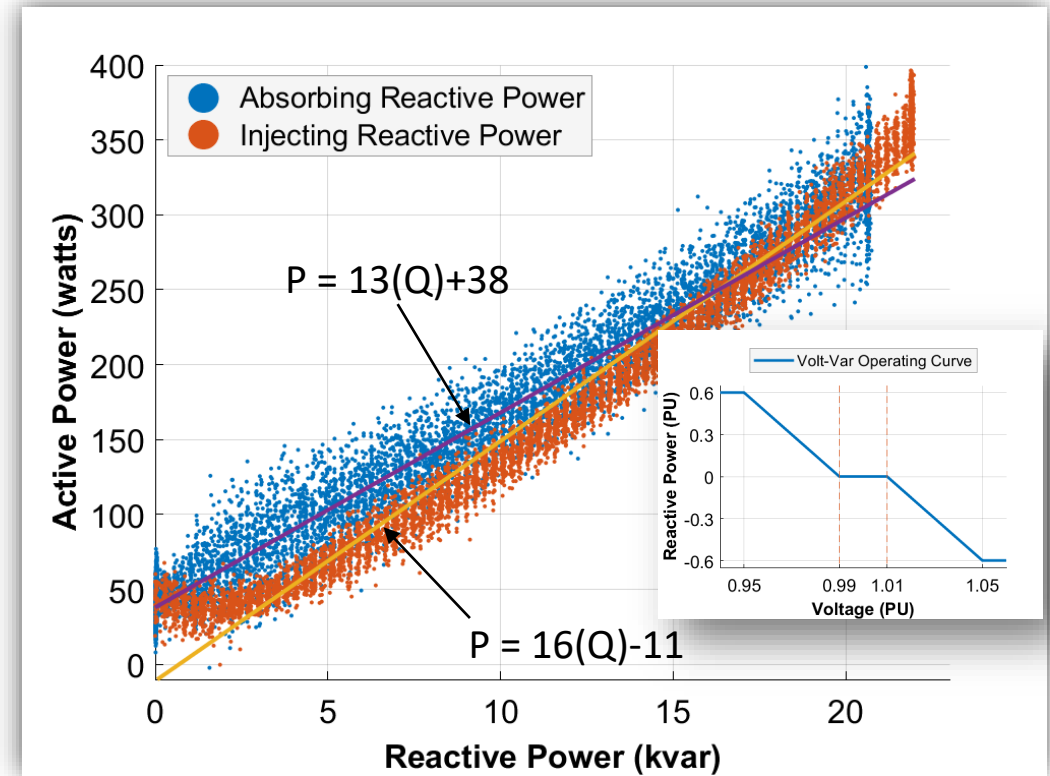 400
350
300
250
200
150
100
50
0
Active Power (watts)
Absorbing Reactive Power
Injecting Reactive Power
P = 13(Q)+38
P = 16(Q)-11
0 5 10 15 20
Reactive Power (kvar)
Volt-Var Operating Curve
0.6
0.3
0
-0.3
-0.6
Reactive Power (PU)
0.95 0.99 1.01 1.05
Voltage (PU)